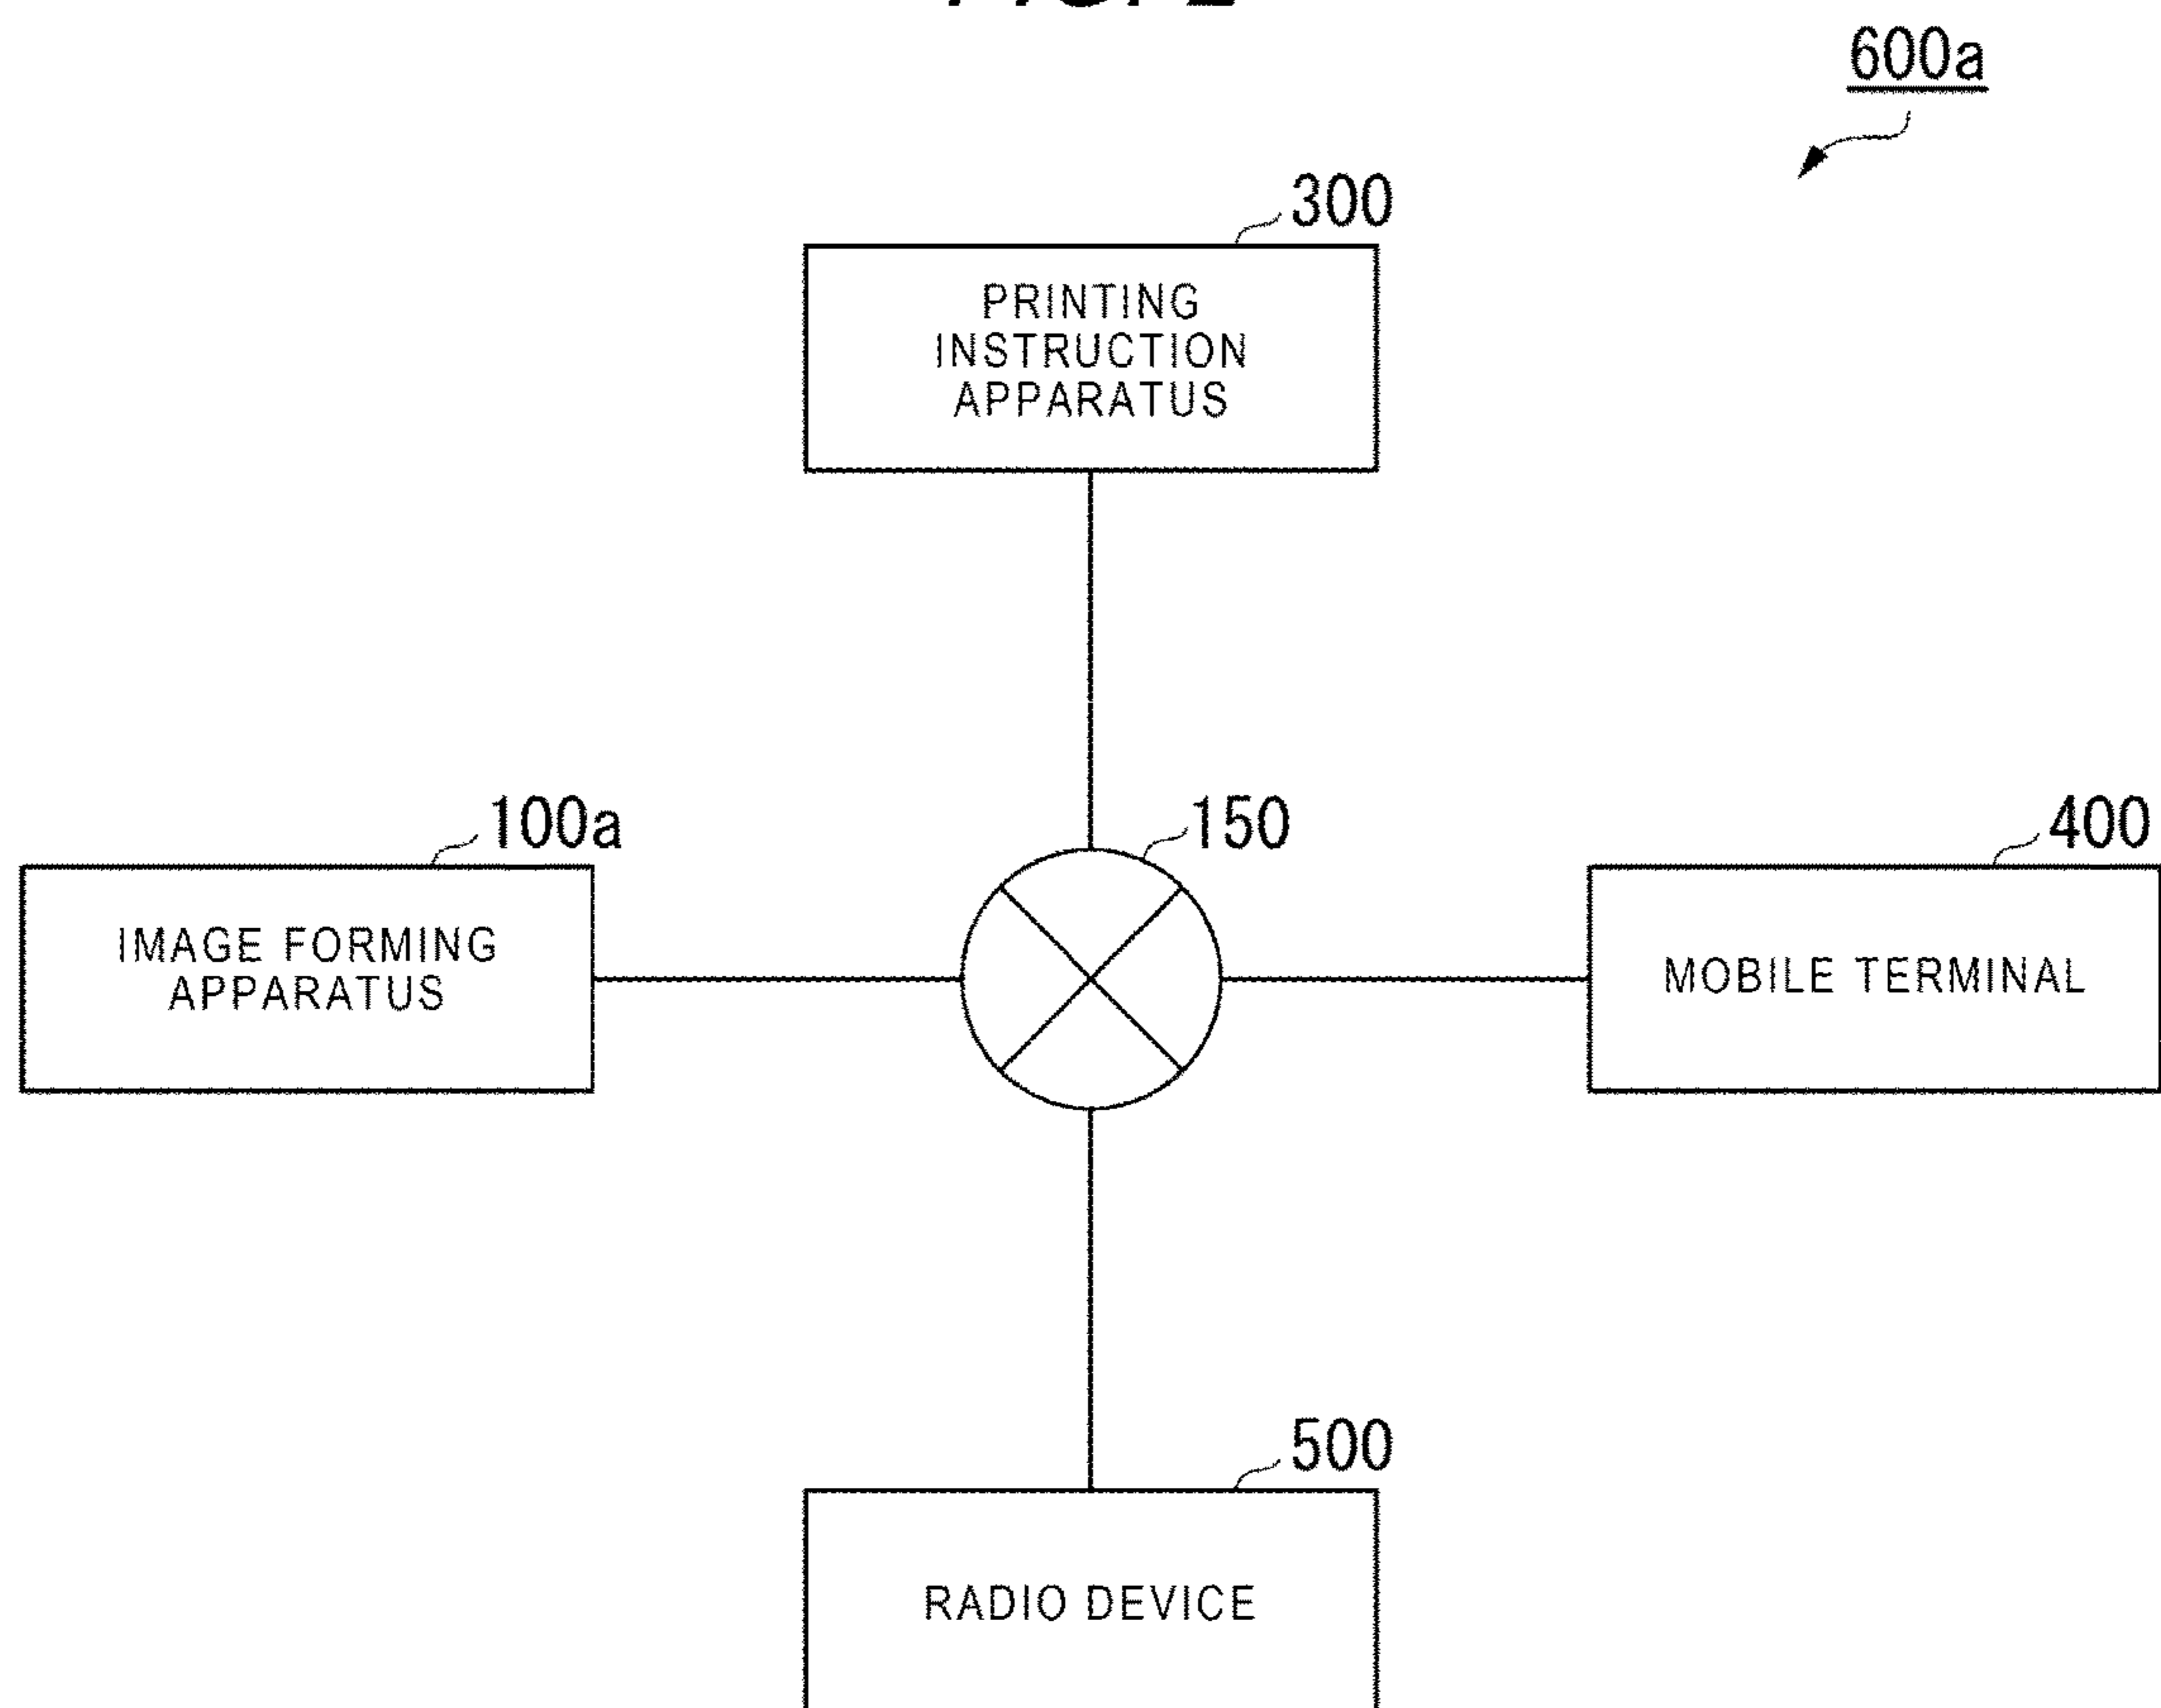 600a
300
PRINTING
INSTRUCTION
APPARATUS
100a
150
400
IMAGE FORMING
APPARATUS
MOBILE TERMINAL
500
RADIO DEVICE